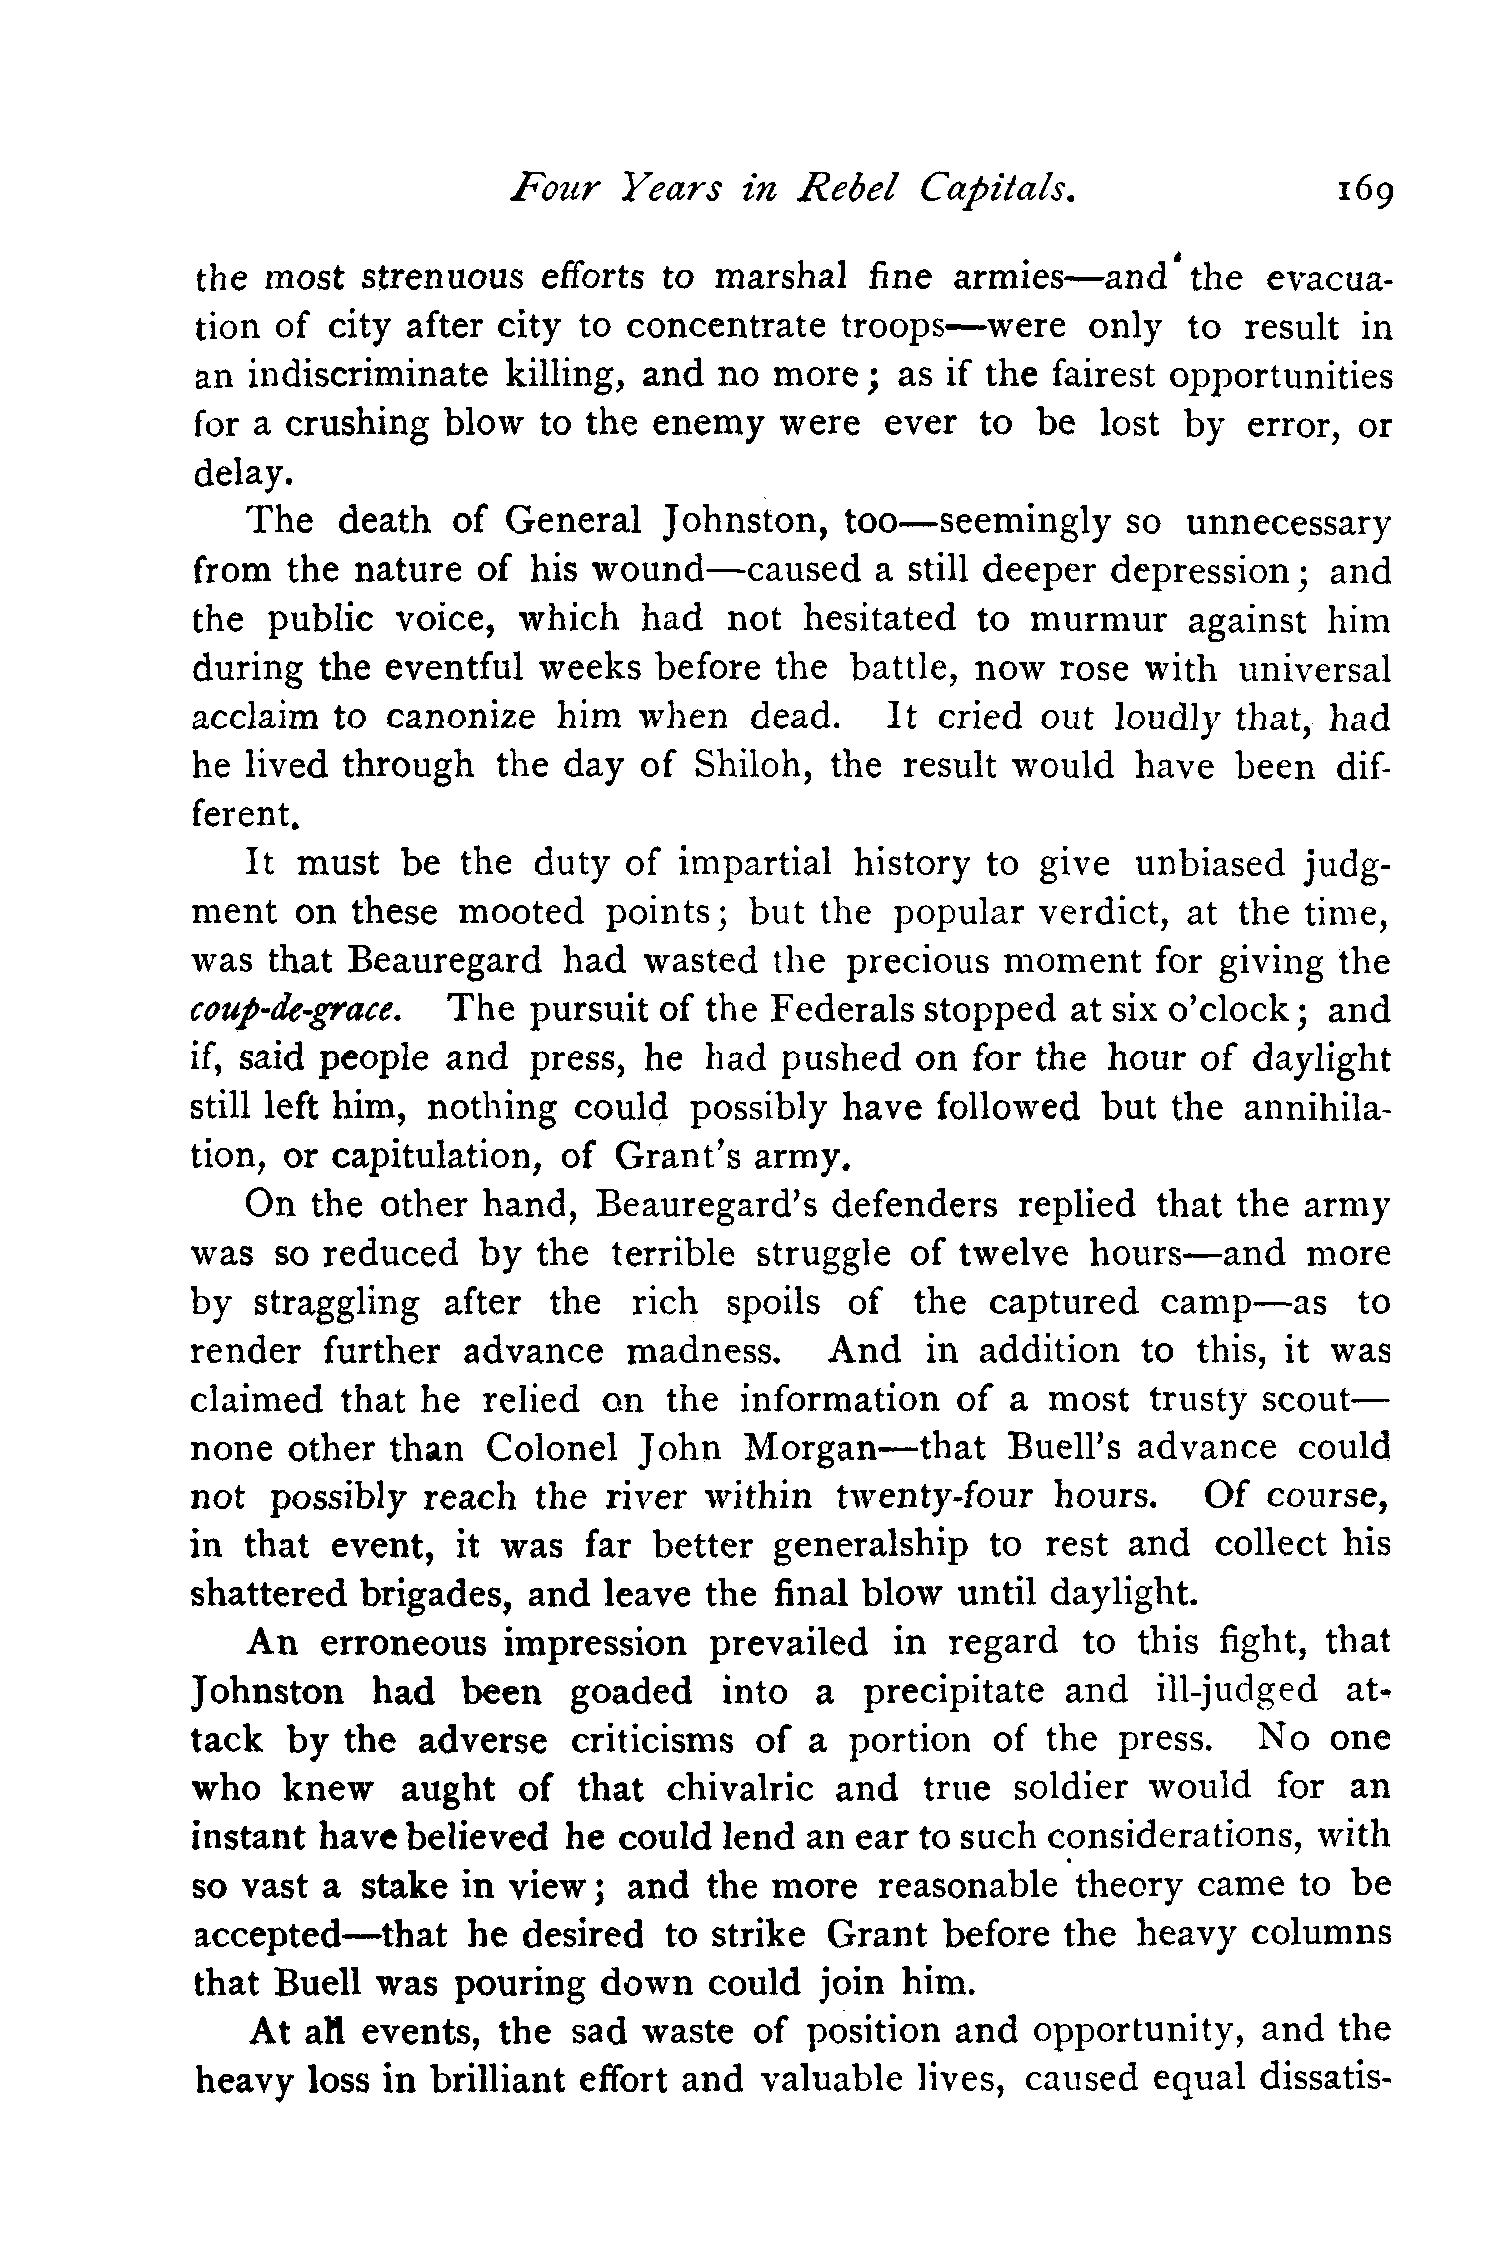 Four Years in Rebel Capitals. 169
the most strenuous efforts to marshal fine armies—and the evacua-
tion of city after city to concentrate troops—were only to result in
an indiscriminate killing, and no more; as if the fairest opportunities
for a crushing blow to the enemy were ever to be lost by error, or
delay.
The death of General Johnston, too—seemingly so unnecessary
from the nature of his wound—caused a still deeper depression; and
the public voice, which had not hesitated to murmur against him
during the eventful weeks before the battle, now rose with universal
acclaim to canonize him when dead. It cried out loudly that, had
he lived through the day of Shiloh, the result would have been dif-
ferent.
It must be the duty of impartial history to give unbiased judg-
ment on these mooted points; but the popular verdict, at the time,
was that Beauregard had wasted the precious moment for giving the
coup-de-grace. The pursuit of the Federals stopped at six o'clock; and
if, said people and press, he had pushed on for the hour of daylight
still left him, nothing could possibly have followed but the annihila-
tion, or capitulation, of Grant's army.
On the other hand, Beauregard's defenders replied that the army
was so reduced by the terrible struggle of twelve hours—and more
by straggling after the rich spoils of the captured camp—as to
render further advance madness. And in addition to this, it was
claimed that he relied on the information of a most trusty scout—
none other than Colonel John Morgan—that Buell's advance could
not possibly reach the river within twenty-four hours. Of course,
in that event, it was far better generalship to rest and collect his
shattered brigades, and leave the final blow until daylight.
An erroneous impression prevailed in regard to this fight, that
Johnston had been goaded into a precipitate and ill-judged at-
tack by the adverse criticisms of a portion of the press. No one
who knew aught of that chivalric and true soldier would for an
instant have believed he could lend an ear to such considerations, with
so vast a stake in view; and the more reasonable theory came to be
accepted—that he desired to strike Grant before the heavy columns
that Buell was pouring down could join him.
At all events, the sad waste of position and opportunity, and the
heavy loss in brilliant effort and valuable lives, caused equal dissatis-